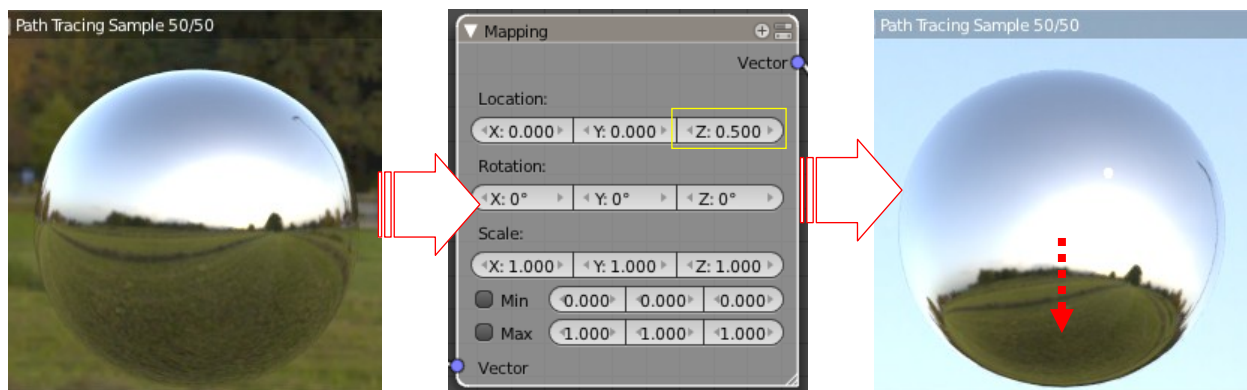 Path Tracing Sample 50/50
Mapping
Vector
Location:
X: 0.000 Y: 0.000 Z: 0.500
Rotation:
X: 0° Y: 0° Z: 0°
Scale:
X: 1.000 Y: 1.000 Z: 1.000
Min 0.000 0.000 0.000
Max 1.000 1.000 1.000
Vector
Path Tracing Sample 50/50